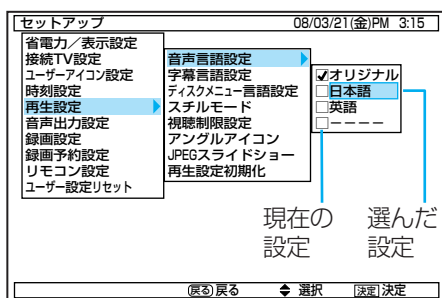 セットアップ 08/03/21(金)PM 3:15
省電力／表示設定
接続TV設定
ユーザーアイコン設定
時刻設定
再生設定
音声出力設定
録画設定
録画予約設定
リモコン設定
ユーザー設定リセット
音声言語設定
字幕言語設定
ディスクメニュー言語設定
スチルモード
視聴制限設定
アングルアイコン
JPEGスライドショー
再生設定初期化
オリジナル
日本語
英語
－－－－
現在の
設定
選んだ
設定
戻る 戻る 選択 決定 決定